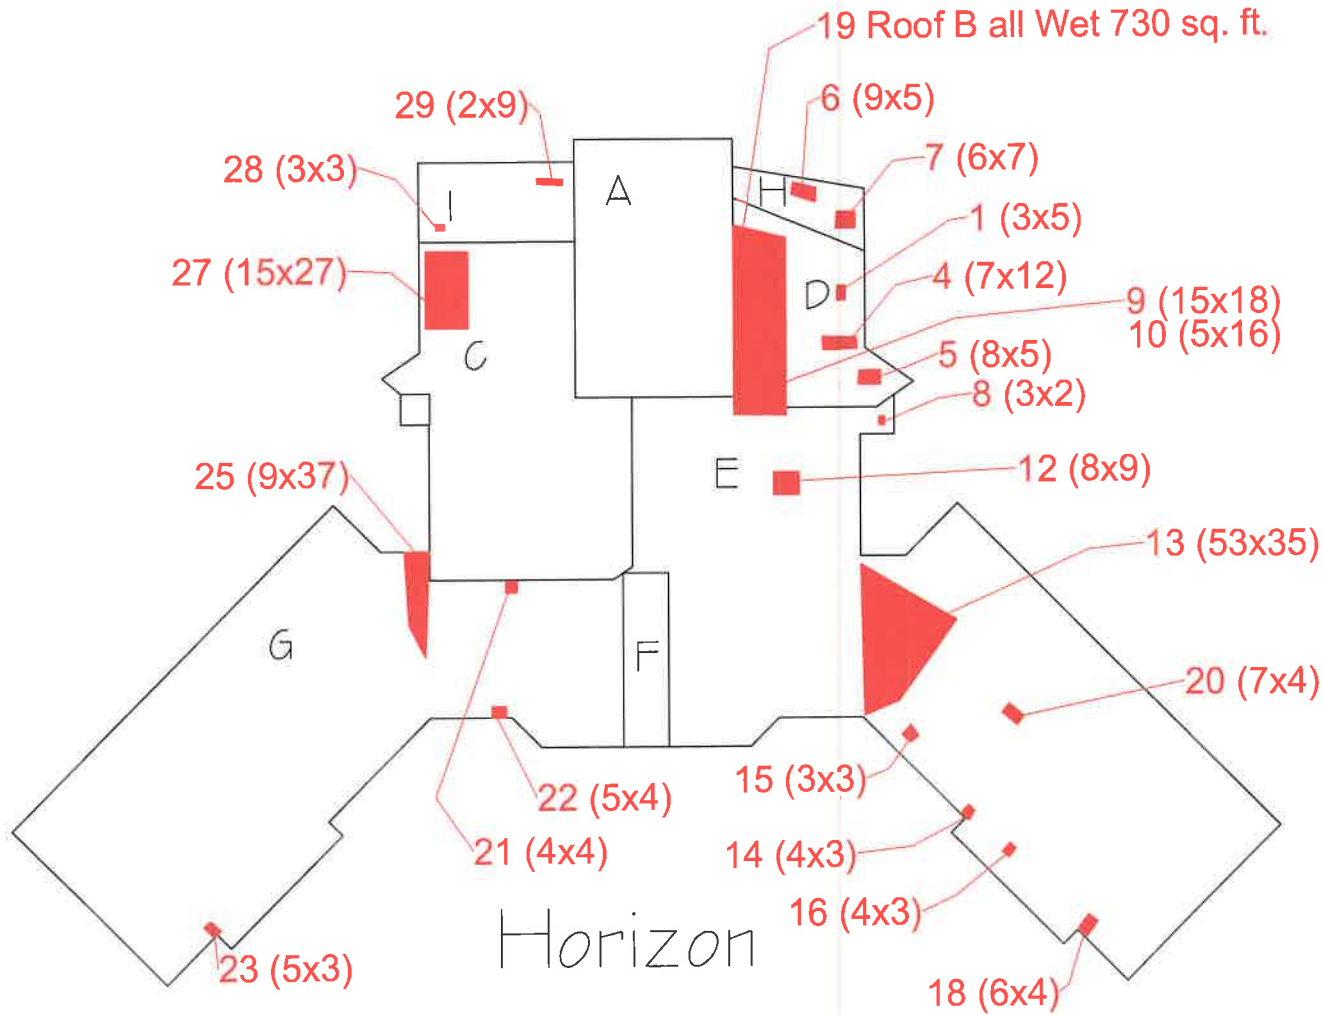 19 Roof B all Wet 730 sq. ft.
6 (9x5)
29 (2x9)
7 (6x7)
28 (3x3)
I
A
H
1 (3x5)
27 (15x27)
4 (7x12)
D
9 (15x18)
10 (5x16)
C
5 (8x5)
8 (3x2)
25 (9x37)
E
12 (8x9)
13 (53x35)
G
F
20 (7x4)
15 (3x3)
22 (5x4)
21 (4x4)
14 (4x3)
16 (4x3)
Horizon
23 (5x3)
18 (6x4)